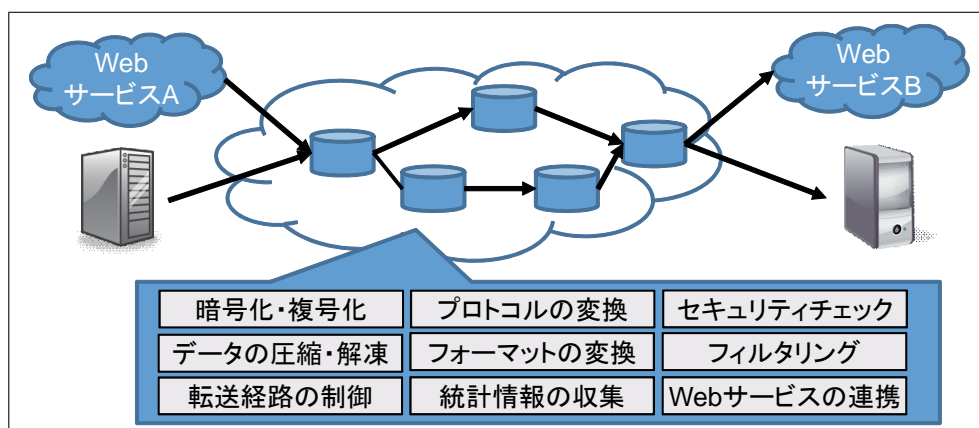 Web
サービスA
Web
サービスB
暗号化・複号化
プロトコルの変換
セキュリティチェック
データの圧縮・解凍
フォーマットの変換
フィルタリング
転送経路の制御
統計情報の収集
Webサービスの連携